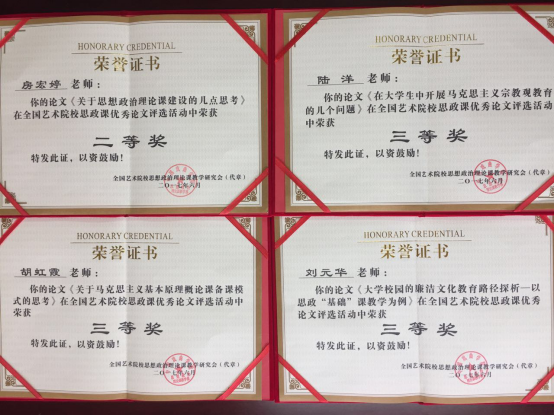 HONORARY CREDENTIAL
荣誉证书
房宏婷 老师：
你的论文《关于思想政治理论课建设的几点思考》
在全国艺术院校思政课优秀论文评选活动中荣获
二等奖
特发此证，以资鼓励！
全国艺术院校思想政治理论课教学研究会（代章）
二〇一七年六月
HONORARY CREDENTIAL
荣誉证书
陆洋 老师：
你的论文《在大学生中开展马克思主义宗教观教育
的几个问题》在全国艺术院校思政课优秀论文评选活动
中荣获
三等奖
特发此证，以资鼓励！
全国艺术院校思想政治理论课教学研究会（代章）
二〇一七年六月
HONORARY CREDENTIAL
荣誉证书
胡虹霞 老师：
你的论文《关于马克思主义基本原理概论课备课模
式的思考》在全国艺术院校思政课优秀论文评选活动中
荣获
三等奖
特发此证，以资鼓励！
全国艺术院校思想政治理论课教学研究会（代章）
二〇一七年六月
HONORARY CREDENTIAL
荣誉证书
刘元华 老师：
你的论文《大学校园的廉洁文化教育路径探析—以
思政“基础”课教学为例》在全国艺术院校思政课优秀
论文评选活动中荣获
三等奖
特发此证，以资鼓励！
全国艺术院校思想政治理论课教学研究会（代章）
二〇一七年六月